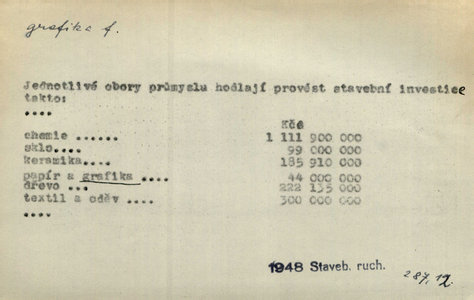 grafika f.
Jednotlivé obory průmyslu hodlají provést stavební investice
takto:
....
Kčs
chemie ...... 1 111 900 000
sklo.... 99 000 000
keramika.... 185 910 000
papír a grafika .... 44 000 000
dřevo ... 222 135 000
textil a oděv .... 300 000 000
....
1948 Staveb. ruch.
287,12.